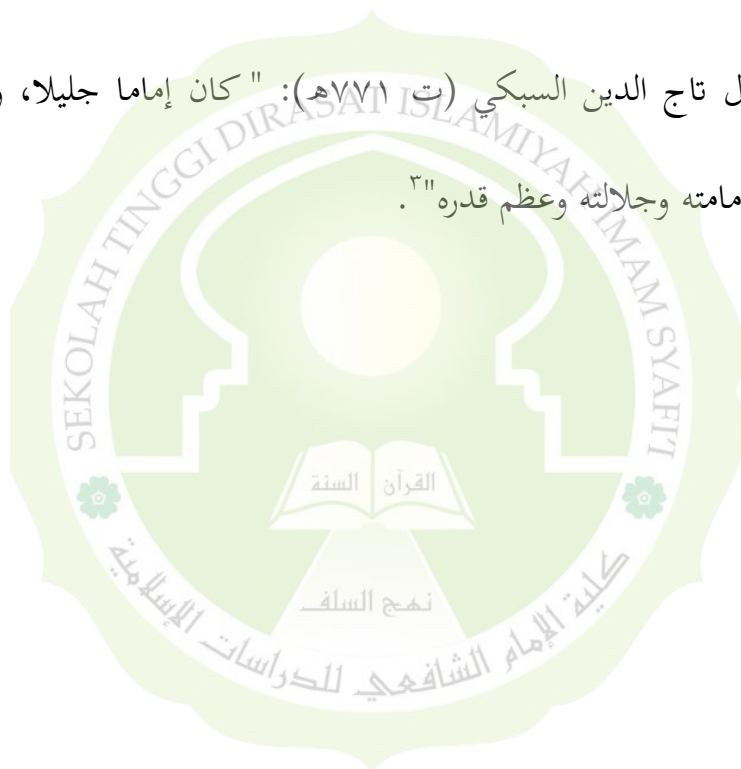 تاج الدين السبكي (ت ٧٧١هـ): "كان إماما جليلا،
وجلالته وعظم قدره"٣.
SEKOLAH TINGGI DIRASAT ISLAMIYAH IMAM SYAFI'I
القرآن السنة
نهج السلف
كلية الإمام الشافعي للدراسات الإسلامية